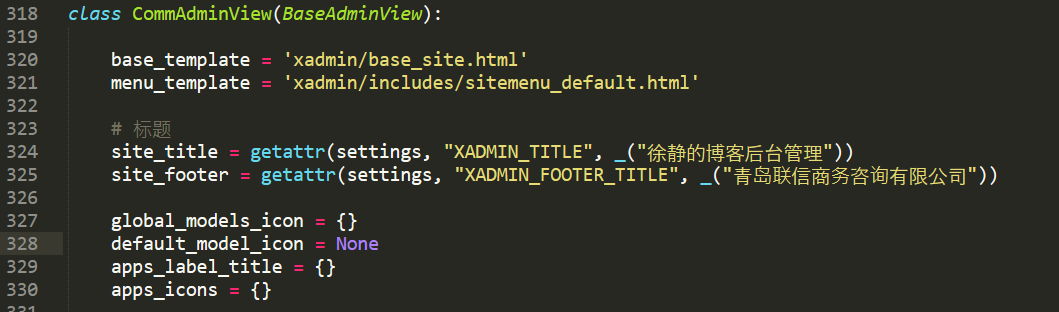 318 class CommAdminView(BaseAdminView):
319
320 base_template = 'xadmin/base_site.html'
321 menu_template = 'xadmin/includes/sitemenu_default.html'
322
323 # 标题
324 site_title = getattr(settings, "XADMIN_TITLE", _("徐静的博客后台管理"))
325 site_footer = getattr(settings, "XADMIN_FOOTER_TITLE", _("青岛联信商务咨询有限公司"))
326
327 global_models_icon = {}
328 default_model_icon = None
329 apps_label_title = {}
330 apps_icons = {}
331